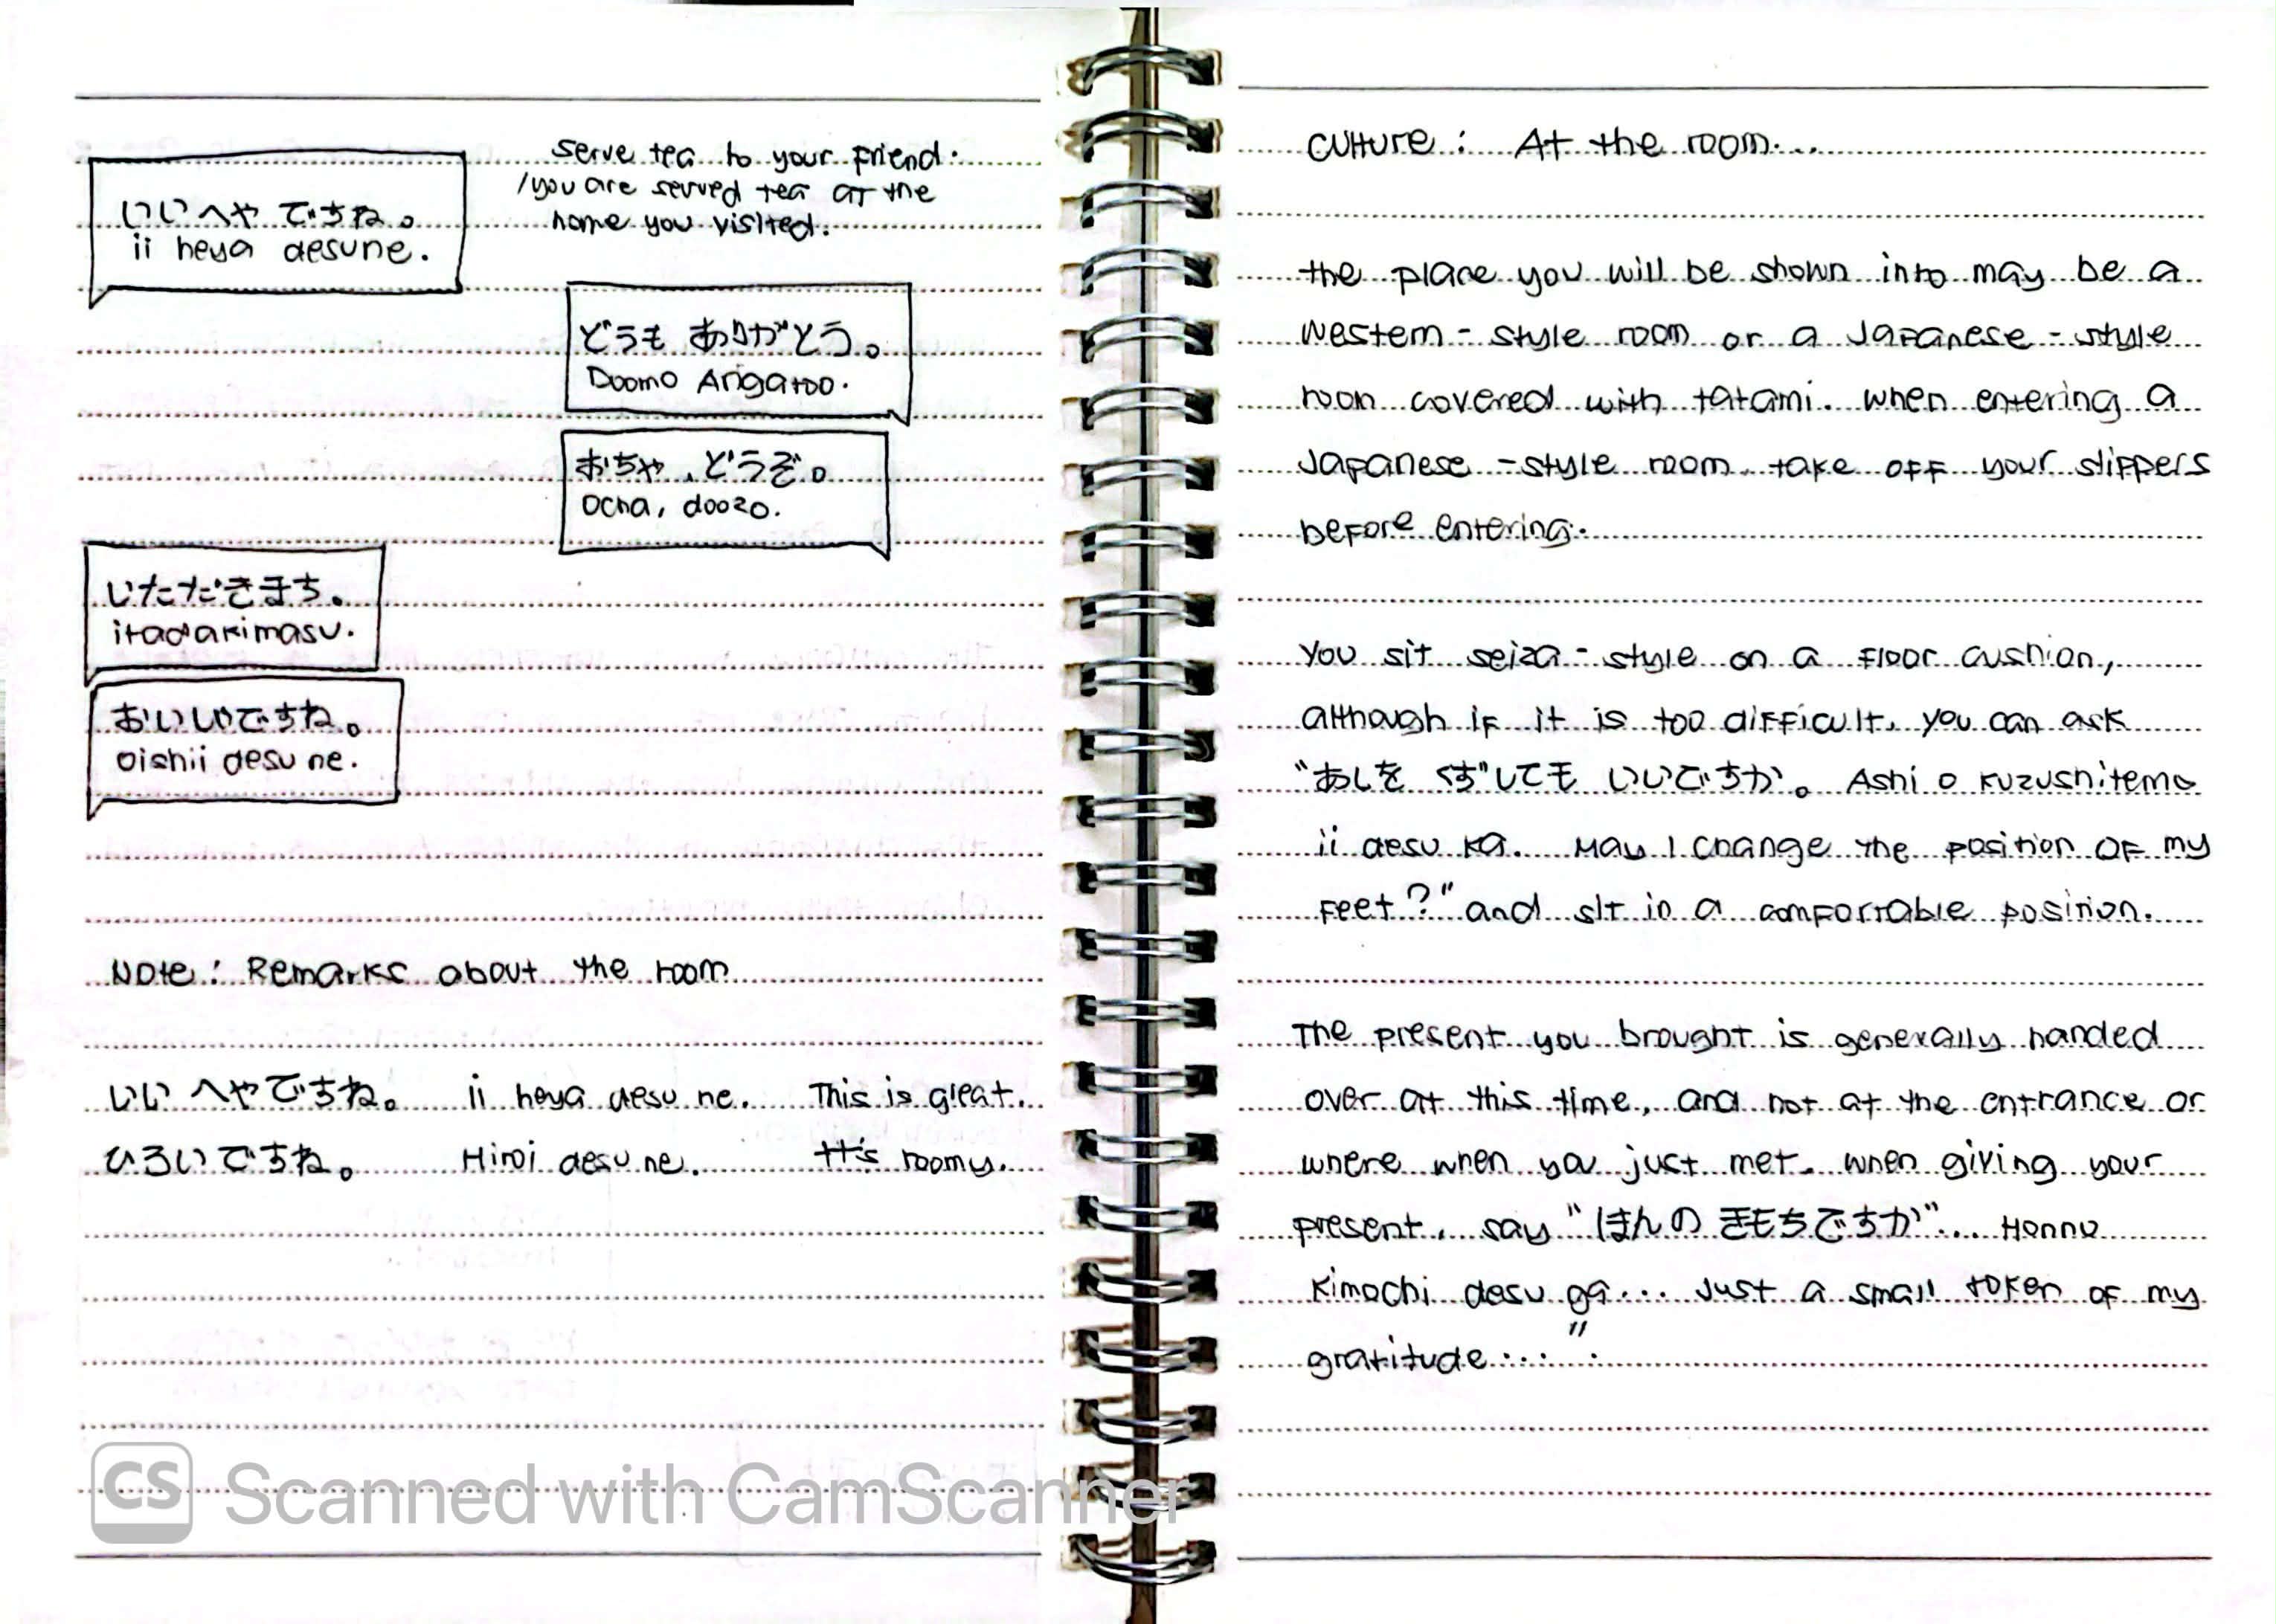 いいへやでちね。
ii heya desune.
serve tea to your friend.
/you are served tea at the
home you visited.
どうも ありがとう。
Doomo Arigatoo.
おちゃ、どうぞ。
Ocha, doozo.
いただきまち。
itadakimasu.
おいしいでちね。
oishii desu ne.
Note: Remarks about the room
いい へやでちね。 ii heya desu ne. This is great.
ひろいでちね。 Hiroi desu ne. It's roomy.
culture: At the room...
the place you will be shown into may be a
western-style room or a Japanese-style
room covered with tatami. when entering a
Japanese-style room. take off your slippers
before entering.
You sit seiza-style on a floor cushion,
although if it is too difficult, you can ask
"あしを くずしても いいでちか。 Ashi o kuzushitemo
ii desu ka. May I change the position of my
feet?" and sit in a comfortable position.
The present you brought is generally handed
over at this time, and not at the entrance or
where when you just met. when giving your
present, say "ほんの きもちでちが"... Honno
kimochi desu ga... Just a small token of my
gratitude...".
CS Scanned with CamScanner